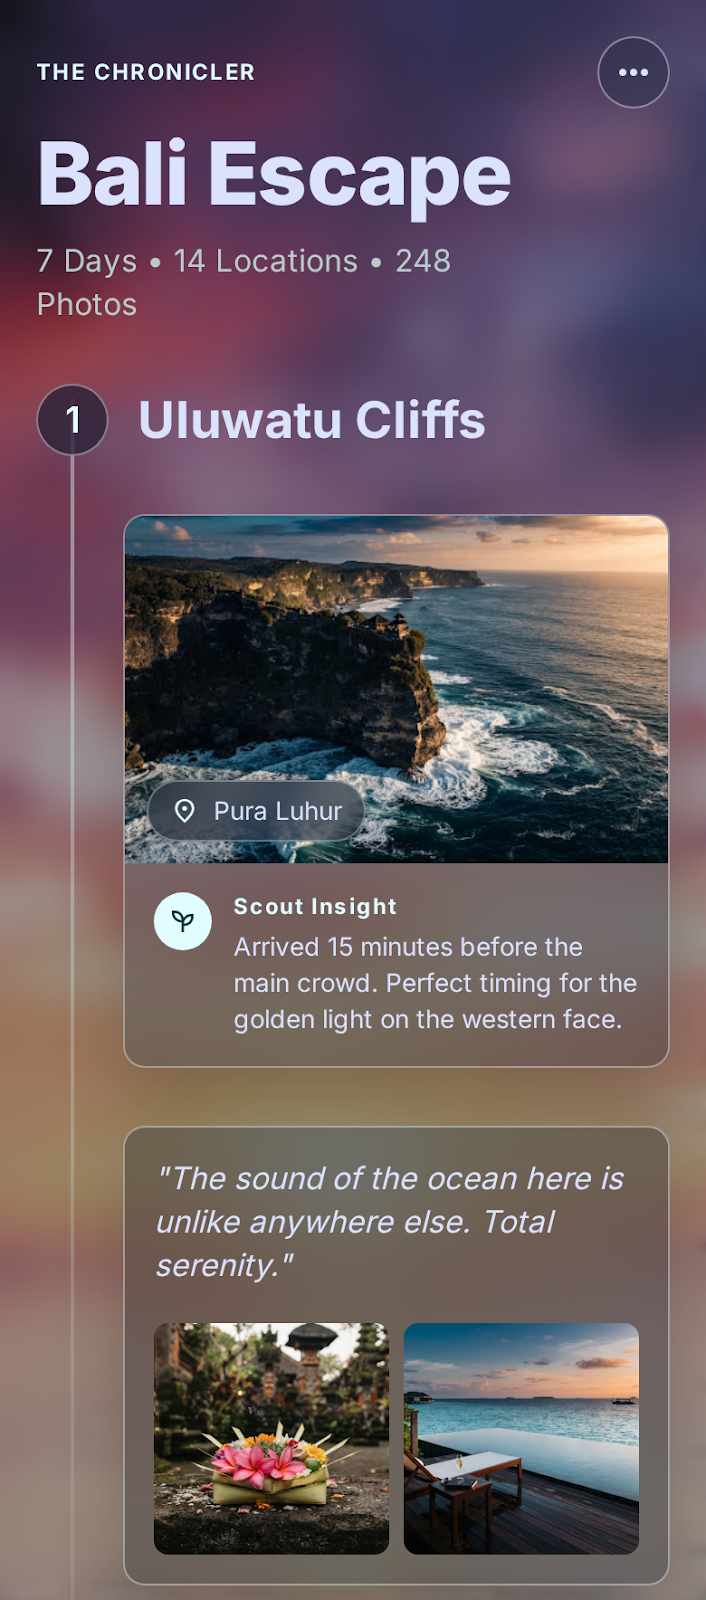 THE CHRONICLER
Bali Escape
7 Days • 14 Locations • 248
Photos
1
Uluwatu Cliffs
Pura Luhur
Scout Insight
Arrived 15 minutes before the
main crowd. Perfect timing for the
golden light on the western face.
"The sound of the ocean here is
unlike anywhere else. Total
serenity."